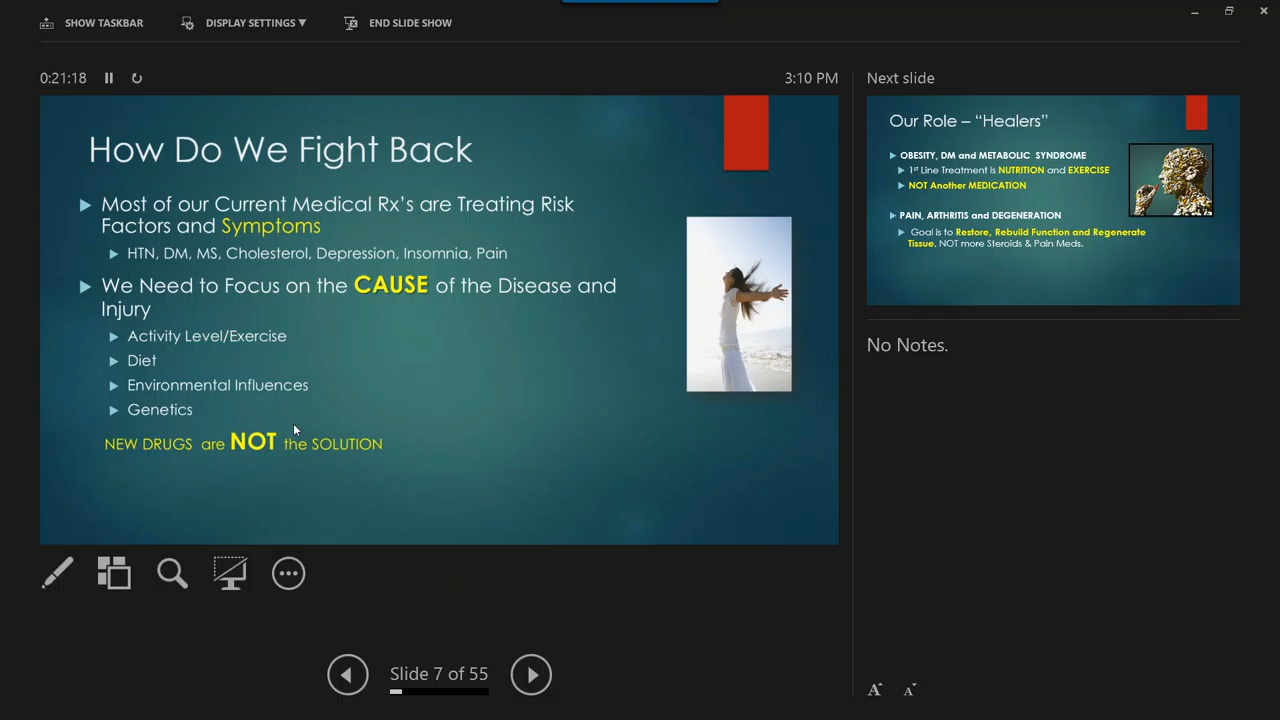 SHOW TASKBAR
DISPLAY SETTINGS ▼
END SLIDE SHOW
0:21:18
3:10 PM
How Do We Fight Back
Most of our Current Medical Rx's are Treating Risk
Factors and Symptoms
HTN, DM, MS, Cholesterol, Depression, Insomnia, Pain
We Need to Focus on the CAUSE of the Disease and
Injury
Activity Level/Exercise
Diet
Environmental Influences
Genetics
NEW DRUGS are NOT the SOLUTION
Slide 7 of 55
Next slide
Our Role – “Healers”
OBESITY, DM and METABOLIC SYNDROME
1st Line Treatment Is NUTRITION and EXERCISE
NOT Another MEDICATION
PAIN, ARTHRITIS and DEGENERATION
Goal is to Restore, Rebuild Function and Regenerate
Tissue, NOT more Steroids & Pain Meds.
No Notes.
A A